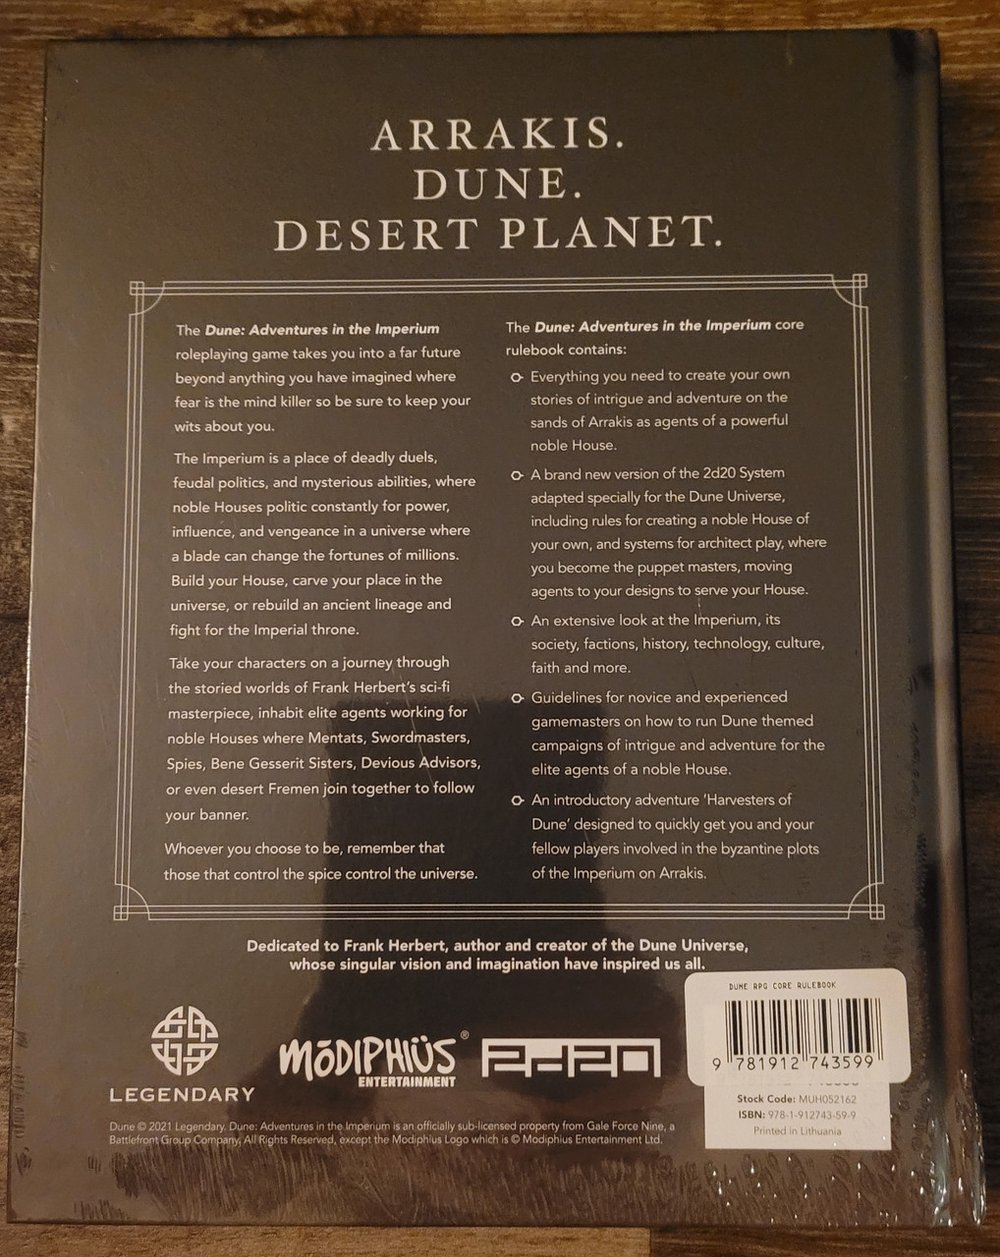 ARRAKIS.
DUNE.
DESERT PLANET.
The Dune: Adventures in the Imperium
roleplaying game takes you into a far future
beyond anything you have imagined where
fear is the mind killer so be sure to keep your
wits about you.
The Imperium is a place of deadly duels,
feudal politics, and mysterious abilities, where
noble Houses politic constantly for power,
influence, and vengeance in a universe where
a blade can change the fortunes of millions.
Build your House, carve your place in the
universe, or rebuild an ancient lineage and
fight for the Imperial throne.
Take your characters on a journey through
the storied worlds of Frank Herbert's sci-fi
masterpiece, inhabit elite agents working for
noble Houses where Mentats, Swordmasters,
Spies, Bene Gesserit Sisters, Devious Advisors,
or even desert Fremen join together to follow
your banner.
Whoever you choose to be, remember that
those that control the spice control the universe.
The Dune: Adventures in the Imperium core
rulebook contains:
Everything you need to create your own
stories of intrigue and adventure on the
sands of Arrakis as agents of a powerful
noble House.
A brand new version of the 2d20 System
adapted specially for the Dune Universe,
including rules for creating a noble House of
your own, and systems for architect play, where
you become the puppet masters, moving
agents to your designs to serve your House.
An extensive look at the Imperium, its
society, factions, history, technology, culture,
faith and more.
Guidelines for novice and experienced
gamemasters on how to run Dune themed
campaigns of intrigue and adventure for the
elite agents of a noble House.
An introductory adventure 'Harvesters of
Dune' designed to quickly get you and your
fellow players involved in the byzantine plots
of the Imperium on Arrakis.
Dedicated to Frank Herbert, author and creator of the Dune Universe,
whose singular vision and imagination have inspired us all.
LEGENDARY
MōDIPHIÜS®
ENTERTAINMENT
2d20
DUNE RPG CORE RULEBOOK
9 781912 743599
Stock Code: MUH052162
ISBN: 978-1-912743-59-9
Printed in Lithuania
Dune © 2021 Legendary. Dune: Adventures in the Imperium is an officially sub-licensed property from Gale Force Nine, a
Battlefront Group Company, All Rights Reserved, except the Modiphius Logo which is © Modiphius Entertainment Ltd.